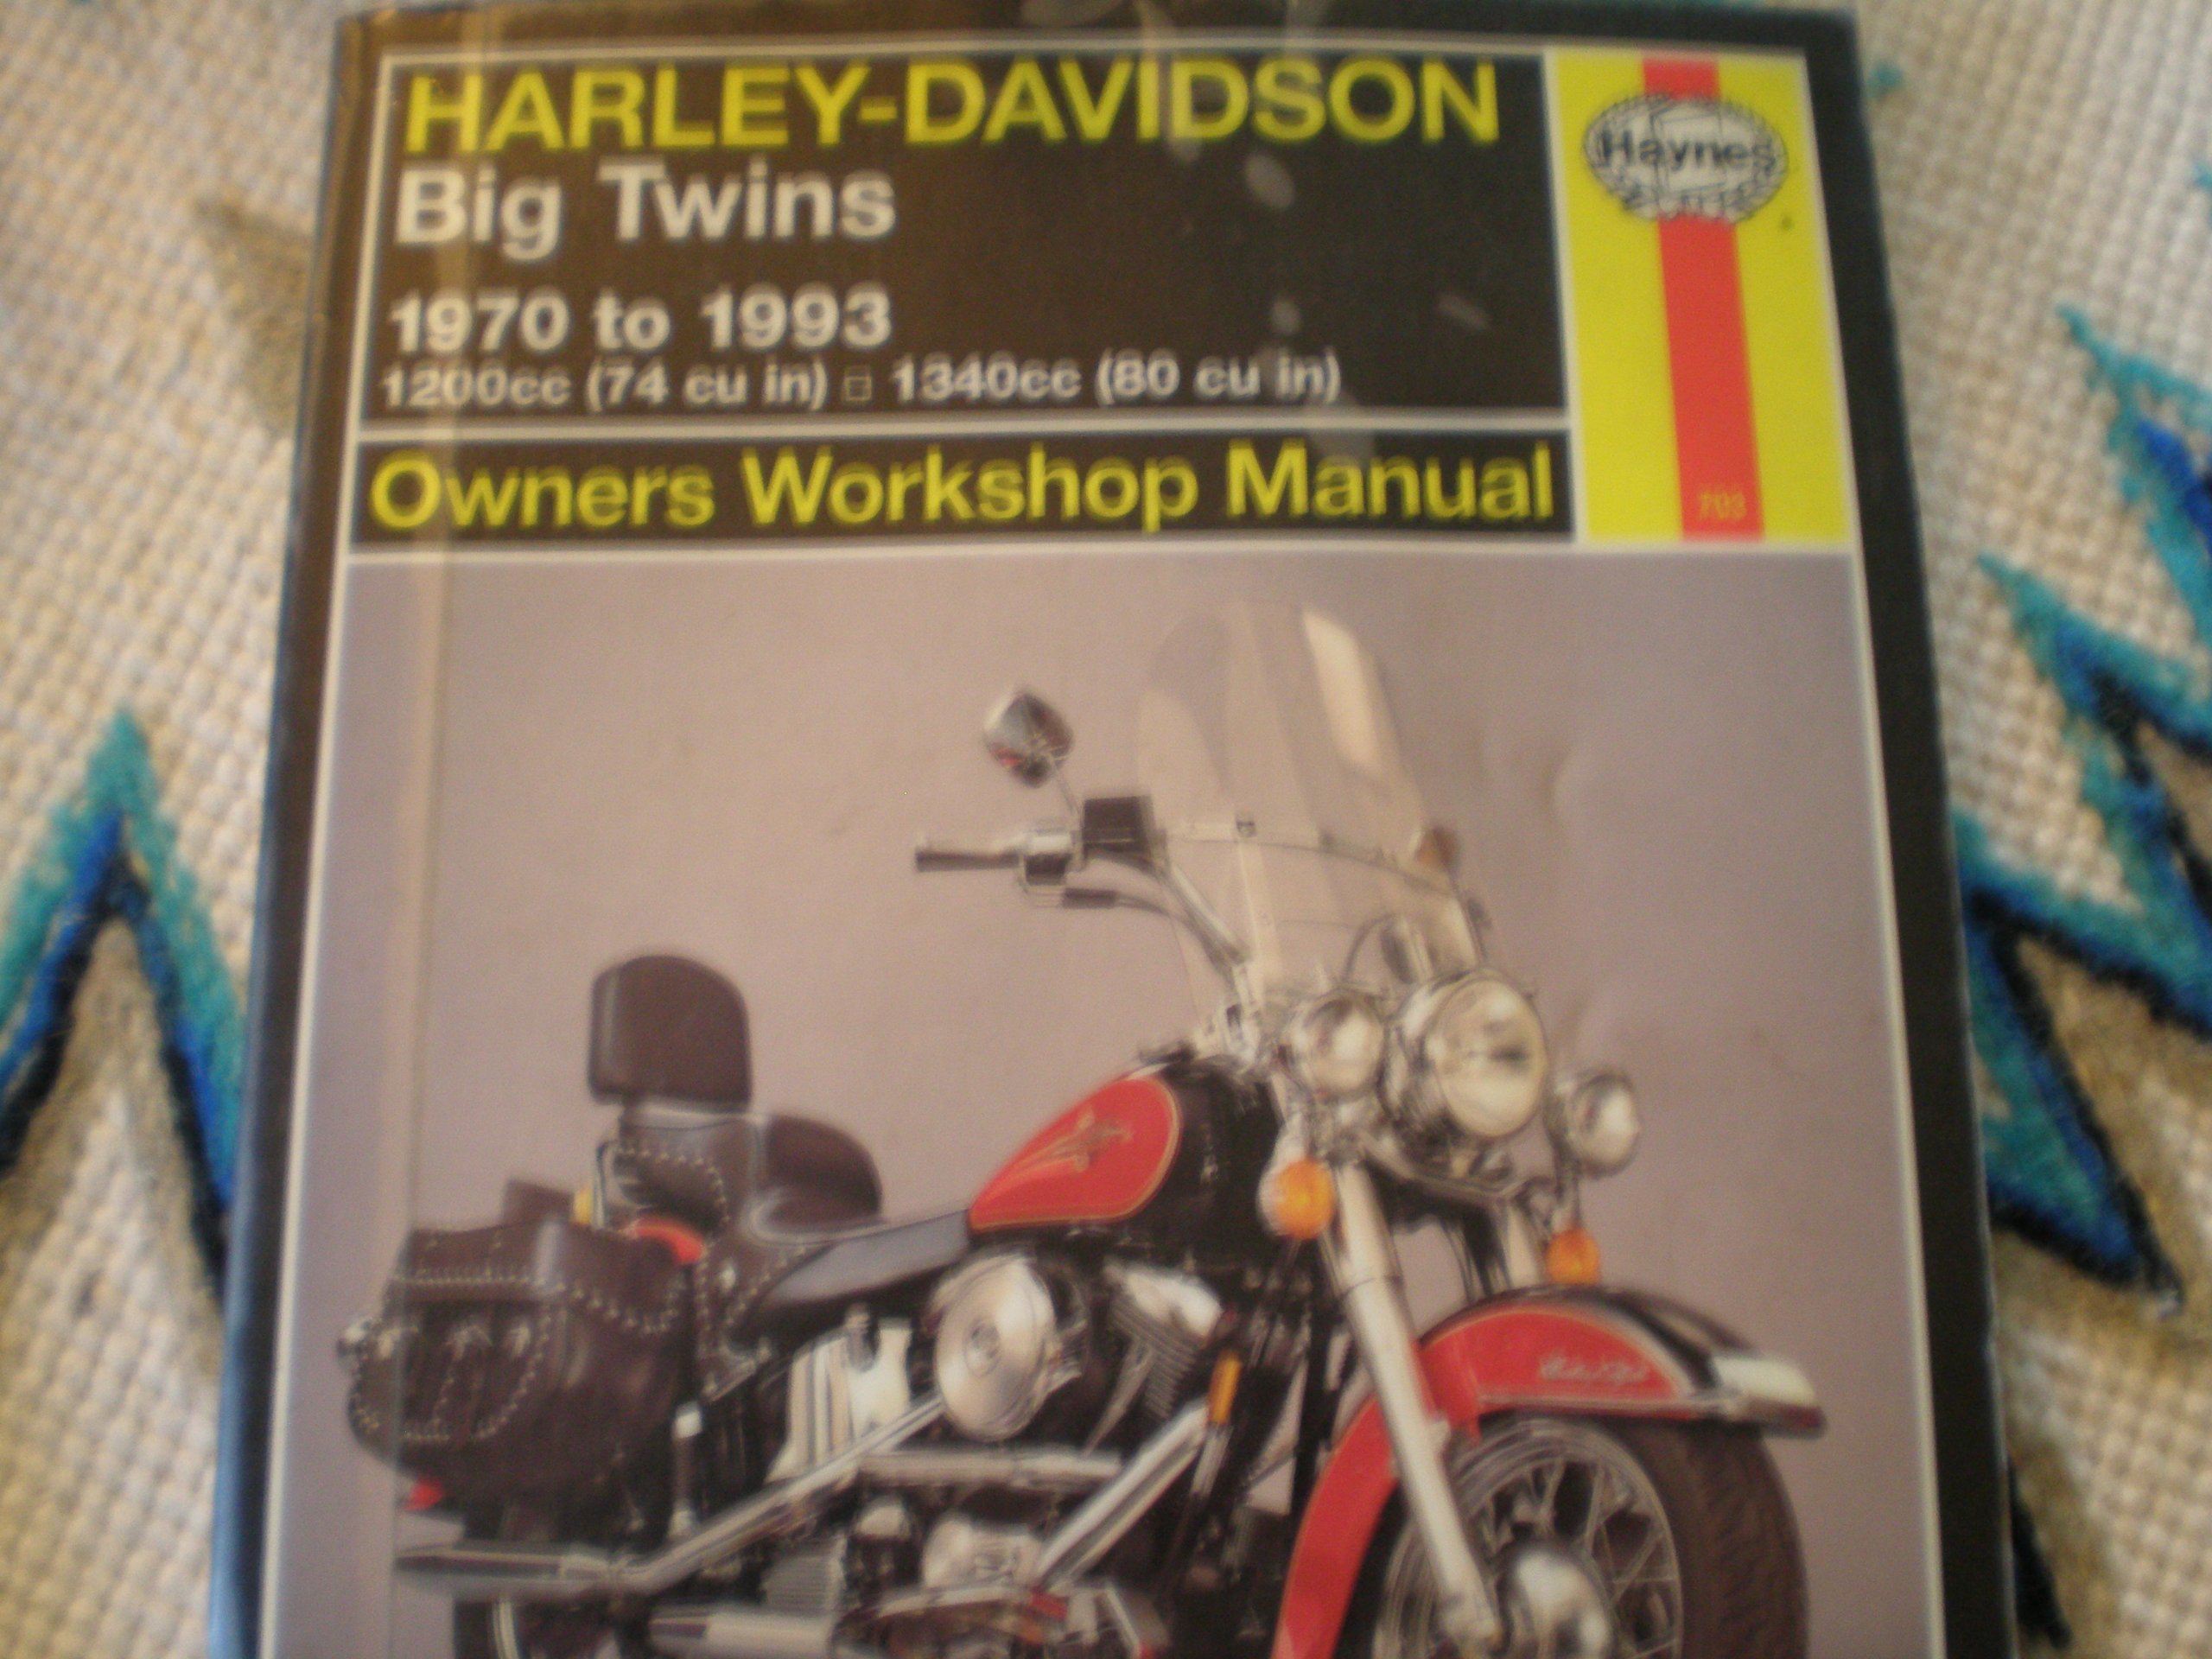 HARLEY-DAVIDSON
Haynes
Big Twins
1970 to 1993
1200cc (74 cu in) □ 1340cc (80 cu in)
Owners Workshop Manual
703